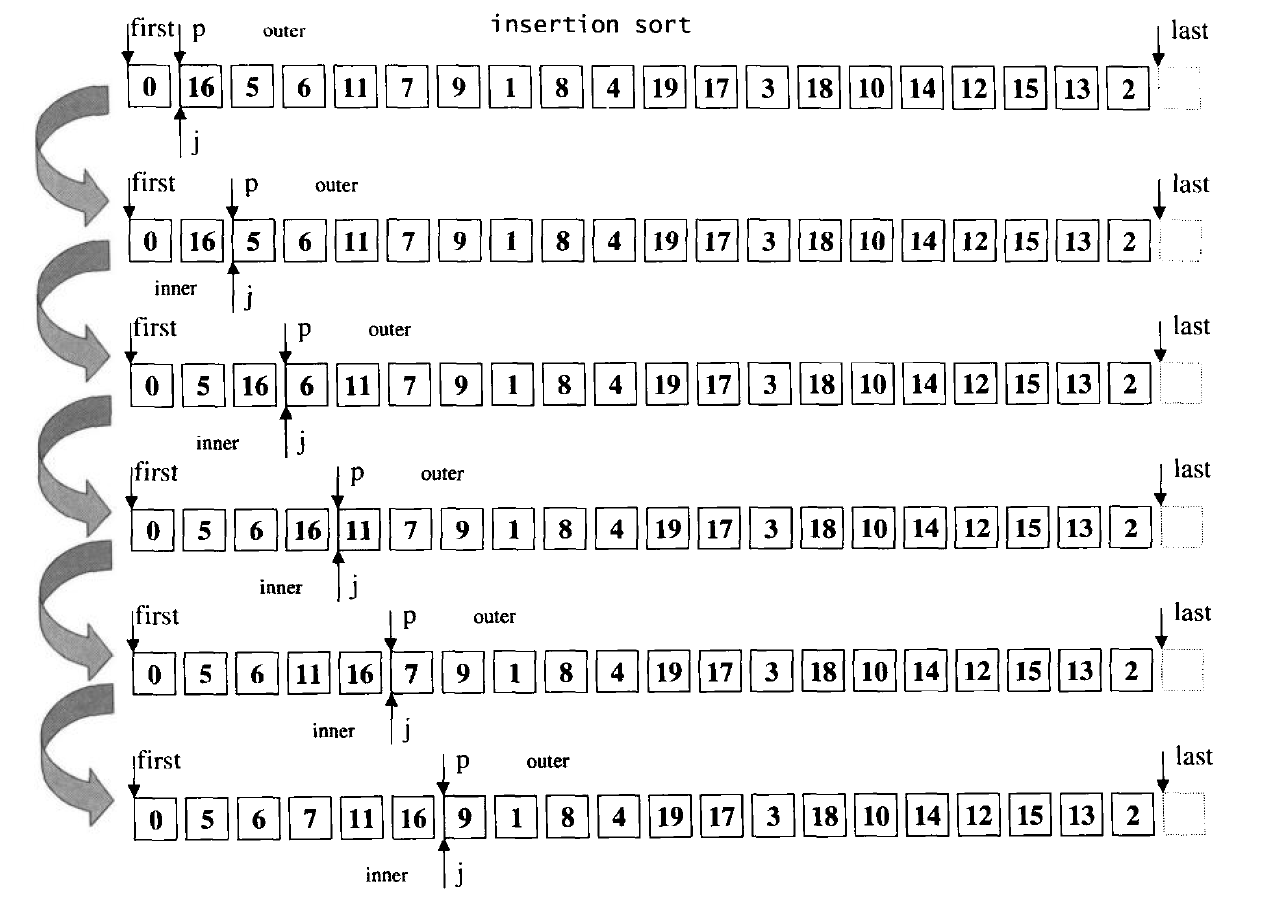 insertion sort
first p outer last
0 16 5 6 11 7 9 1 8 4 19 17 3 18 10 14 12 15 13 2
j
first p outer last
0 16 5 6 11 7 9 1 8 4 19 17 3 18 10 14 12 15 13 2
inner j
first p outer last
0 5 16 6 11 7 9 1 8 4 19 17 3 18 10 14 12 15 13 2
inner j
first p outer last
0 5 6 16 11 7 9 1 8 4 19 17 3 18 10 14 12 15 13 2
inner j
first p outer last
0 5 6 11 16 7 9 1 8 4 19 17 3 18 10 14 12 15 13 2
inner j
first p outer last
0 5 6 7 11 16 9 1 8 4 19 17 3 18 10 14 12 15 13 2
inner j